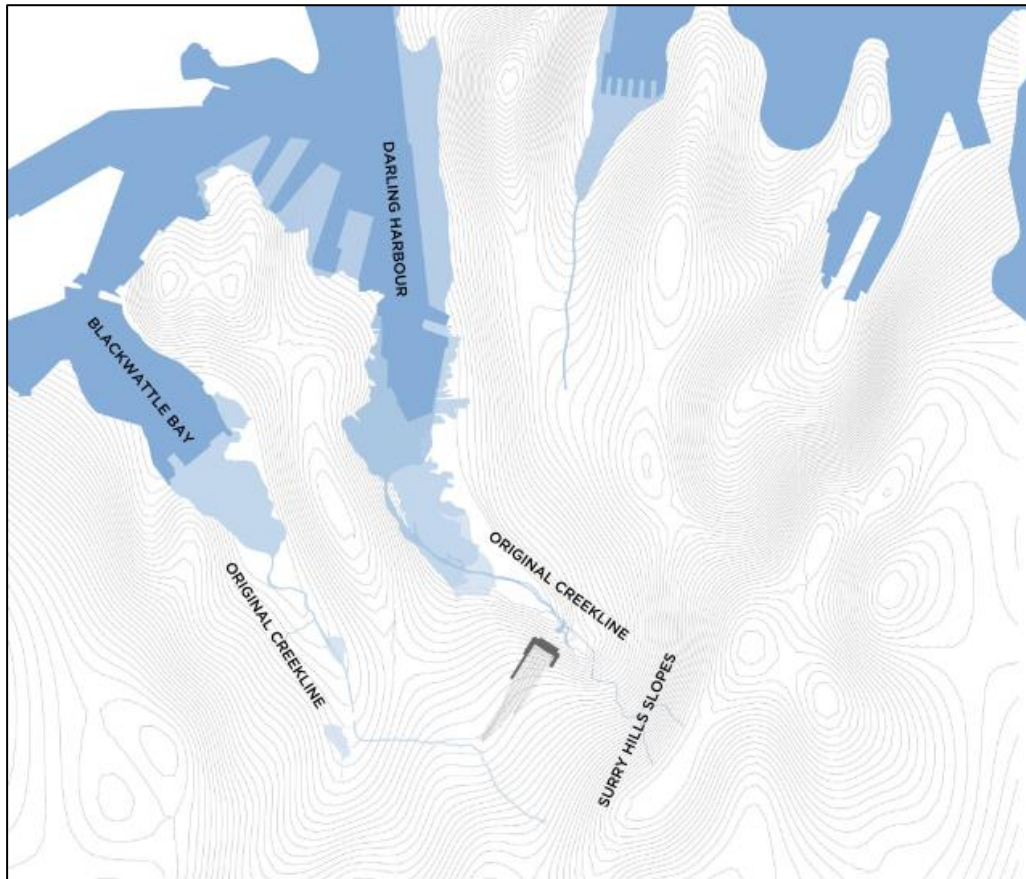 DARLING HARBOUR
BLACKWATTLE BAY
ORIGINAL CREEKLINE
ORIGINAL CREEKLINE
SURRY HILLS SLOPES